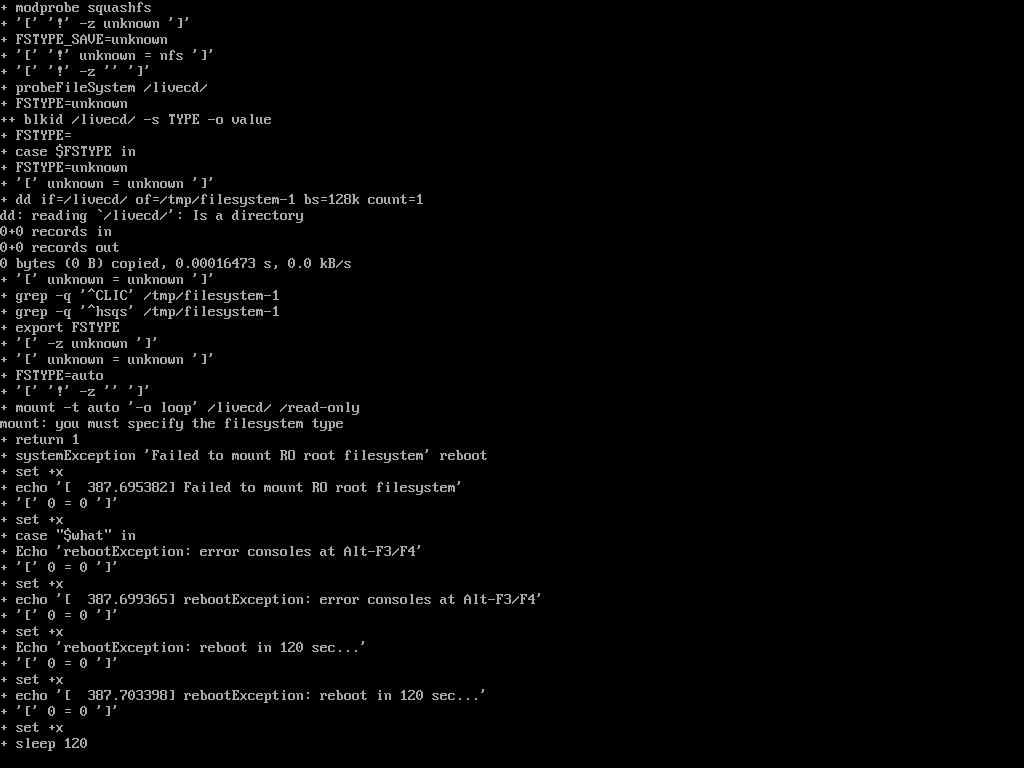 + modprobe squashfs
+ '[' '!' -z unknown ']'
+ FSTYPE_SAVE=unknown
+ '[' '!' unknown = nfs ']'
+ '[' '!' -z '' ']'
+ probeFileSystem /livecd/
+ FSTYPE=unknown
++ blkid /livecd/ -s TYPE -o value
+ FSTYPE=
+ case $FSTYPE in
+ FSTYPE=unknown
+ '[' unknown = unknown ']'
+ dd if=/livecd/ of=/tmp/filesystem-1 bs=128k count=1
dd: reading `/livecd/': Is a directory
0+0 records in
0+0 records out
0 bytes (0 B) copied, 0.00016473 s, 0.0 kB/s
+ '[' unknown = unknown ']'
+ grep -q '^CLIC' /tmp/filesystem-1
+ grep -q '^hsqs' /tmp/filesystem-1
+ export FSTYPE
+ '[' -z unknown ']'
+ '[' unknown = unknown ']'
+ FSTYPE=auto
+ '[' '!' -z '' ']'
+ mount -t auto '-o loop' /livecd/ /read-only
mount: you must specify the filesystem type
+ return 1
+ systemException 'Failed to mount RO root filesystem' reboot
+ set +x
+ echo '[  387.695382] Failed to mount RO root filesystem'
+ '[' 0 = 0 ']'
+ set +x
+ case "$what" in
+ Echo 'rebootException: error consoles at Alt-F3/F4'
+ '[' 0 = 0 ']'
+ set +x
+ echo '[  387.699365] rebootException: error consoles at Alt-F3/F4'
+ '[' 0 = 0 ']'
+ set +x
+ Echo 'rebootException: reboot in 120 sec...'
+ '[' 0 = 0 ']'
+ set +x
+ echo '[  387.703398] rebootException: reboot in 120 sec...'
+ '[' 0 = 0 ']'
+ set +x
+ sleep 120